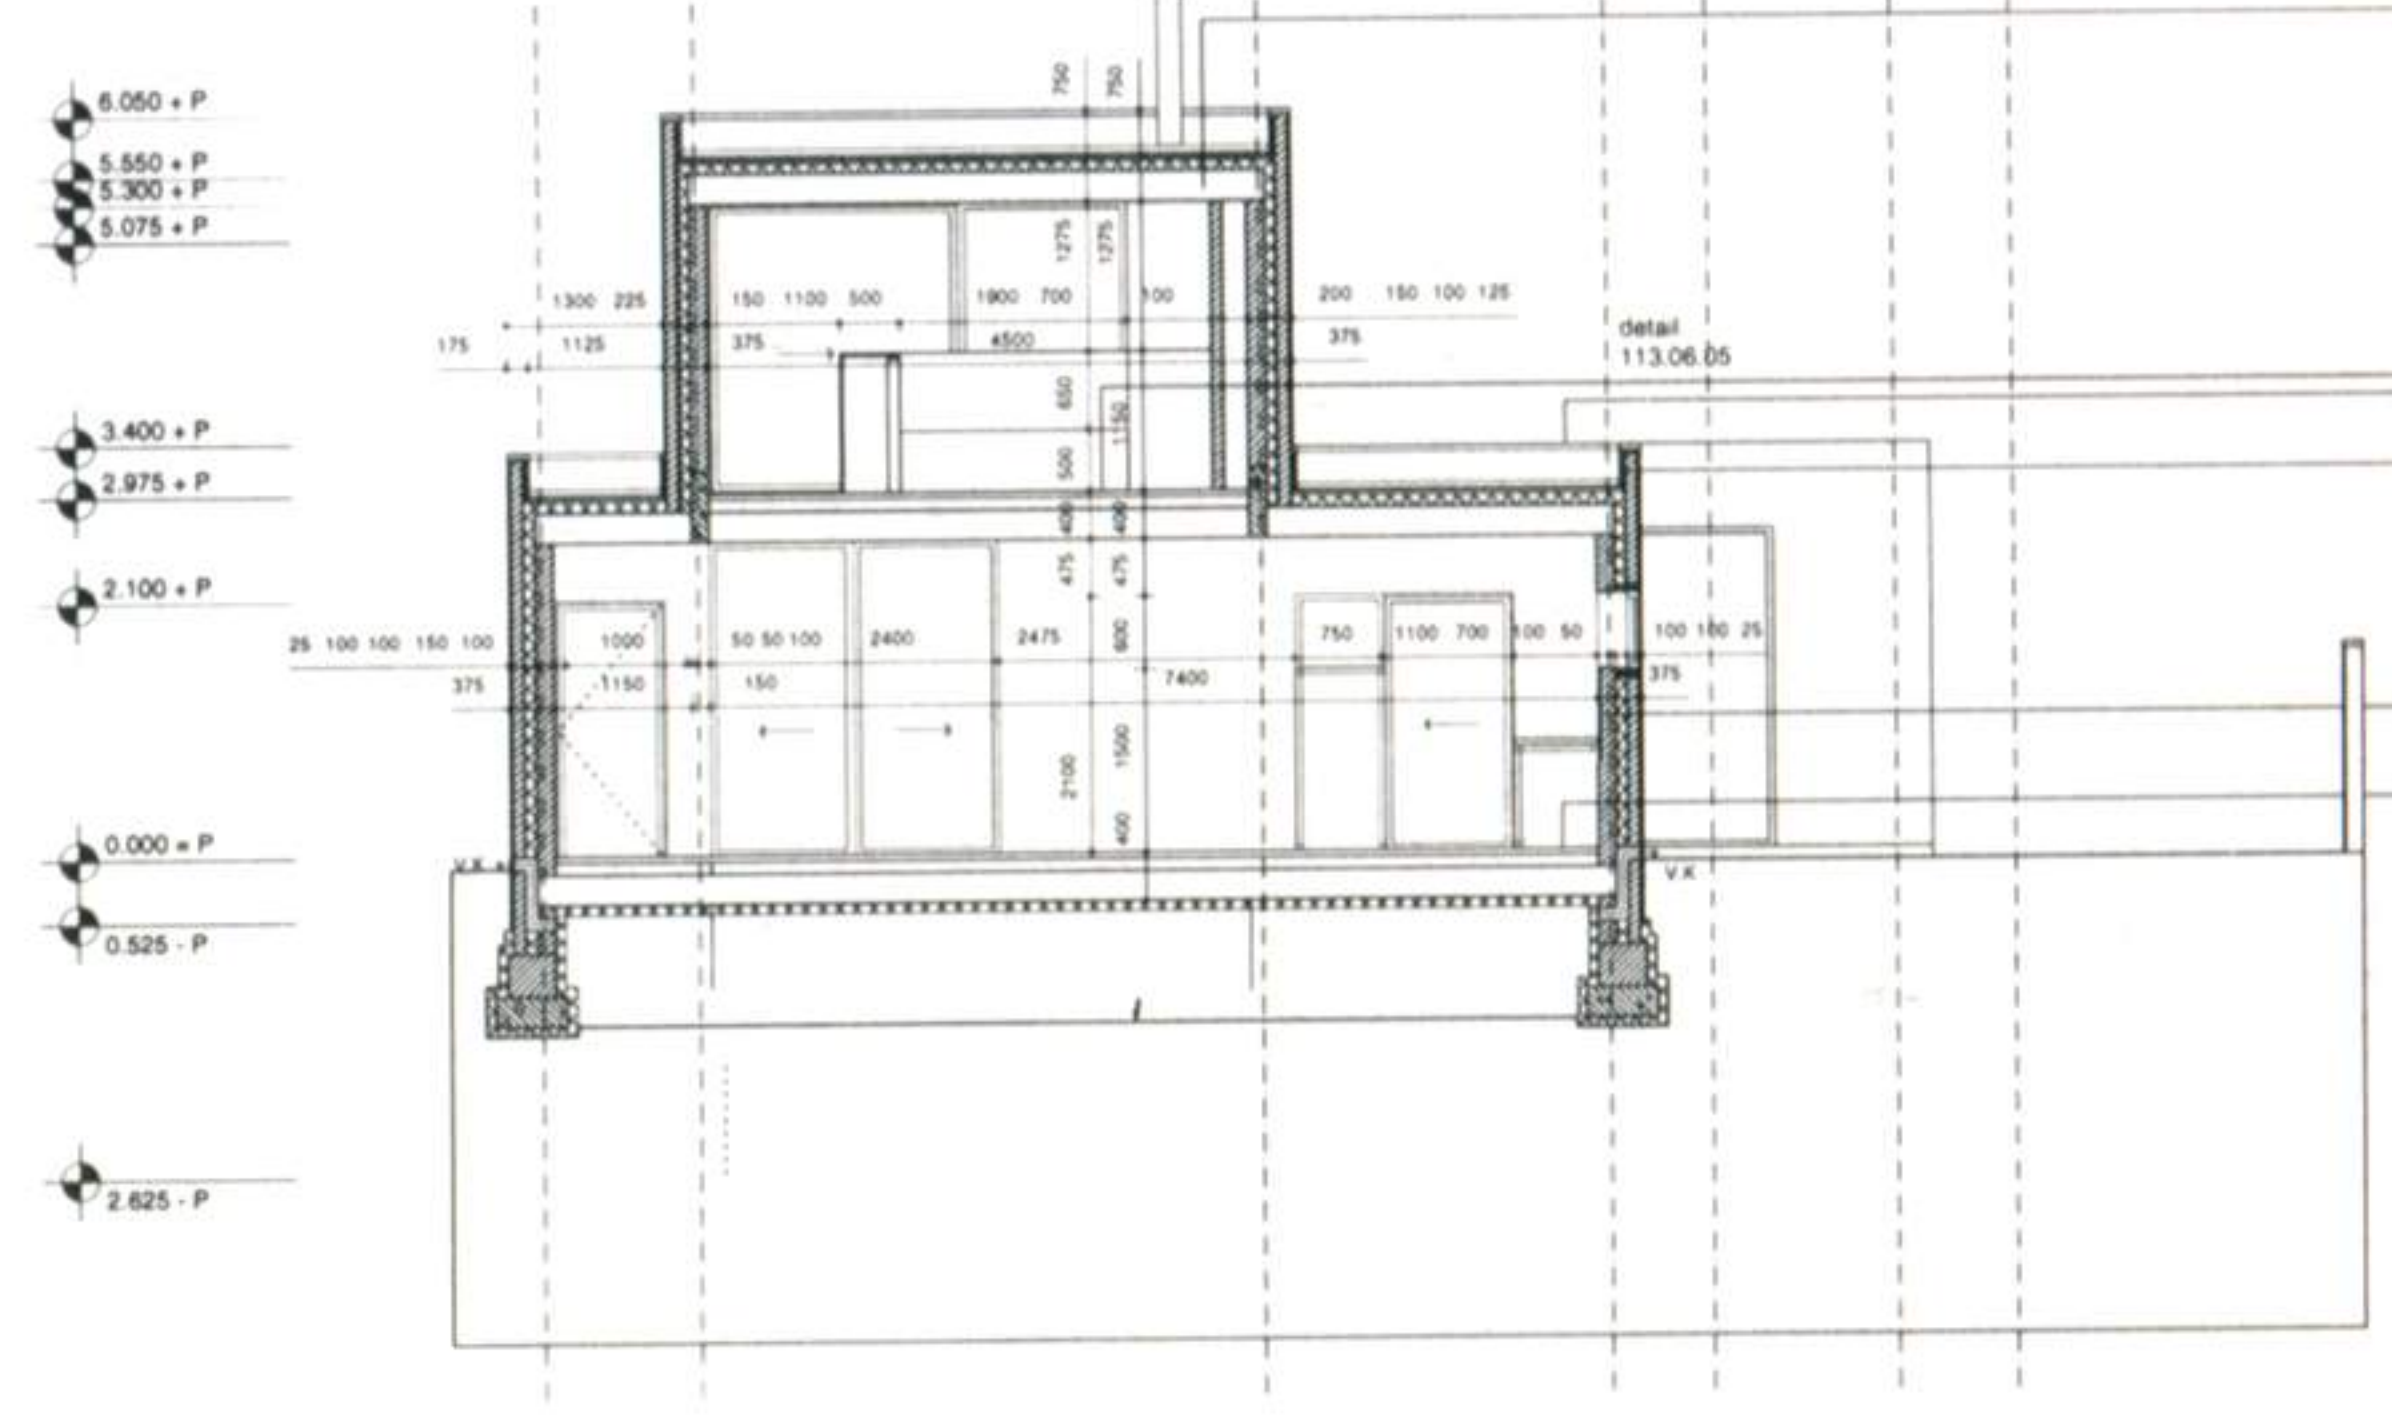 750 750
6.050 + P
5.550 + P
5.300 + P
5.075 + P
1275 1275
1300 225 150 1100 500 1900 700 100 200 150 100 125
175 1125 375 4500 375
detail
113.06.05
650 1150
3.400 + P
500
2.975 + P
400 400
475 475
2.100 + P
25 100 100 150 100 1000 50 50 100 2400 2475 600 750 1100 700 100 50 100 100 25
375 1150 150 7400 375
2100 1500
400
0.000 = P
V.K
V.K
0.525 - P
2.625 - P